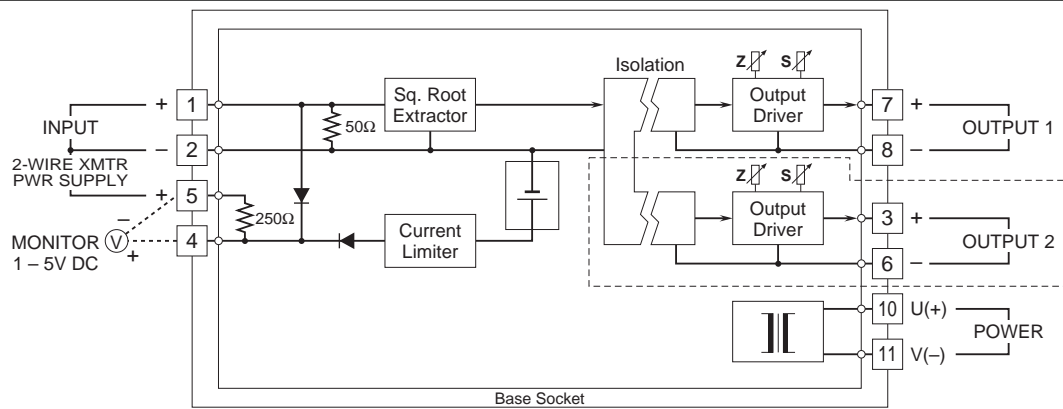 INPUT
2-WIRE XMTR
PWR SUPPLY
MONITOR
1 – 5V DC
V
+
–
+
–
+
1
2
5
4
50Ω
250Ω
Sq. Root
Extractor
Current
Limiter
Isolation
Z S
Output
Driver
Z S
Output
Driver
7 +
8 –
OUTPUT 1
3 +
6 –
OUTPUT 2
10 U(+)
11 V(–)
POWER
Base Socket